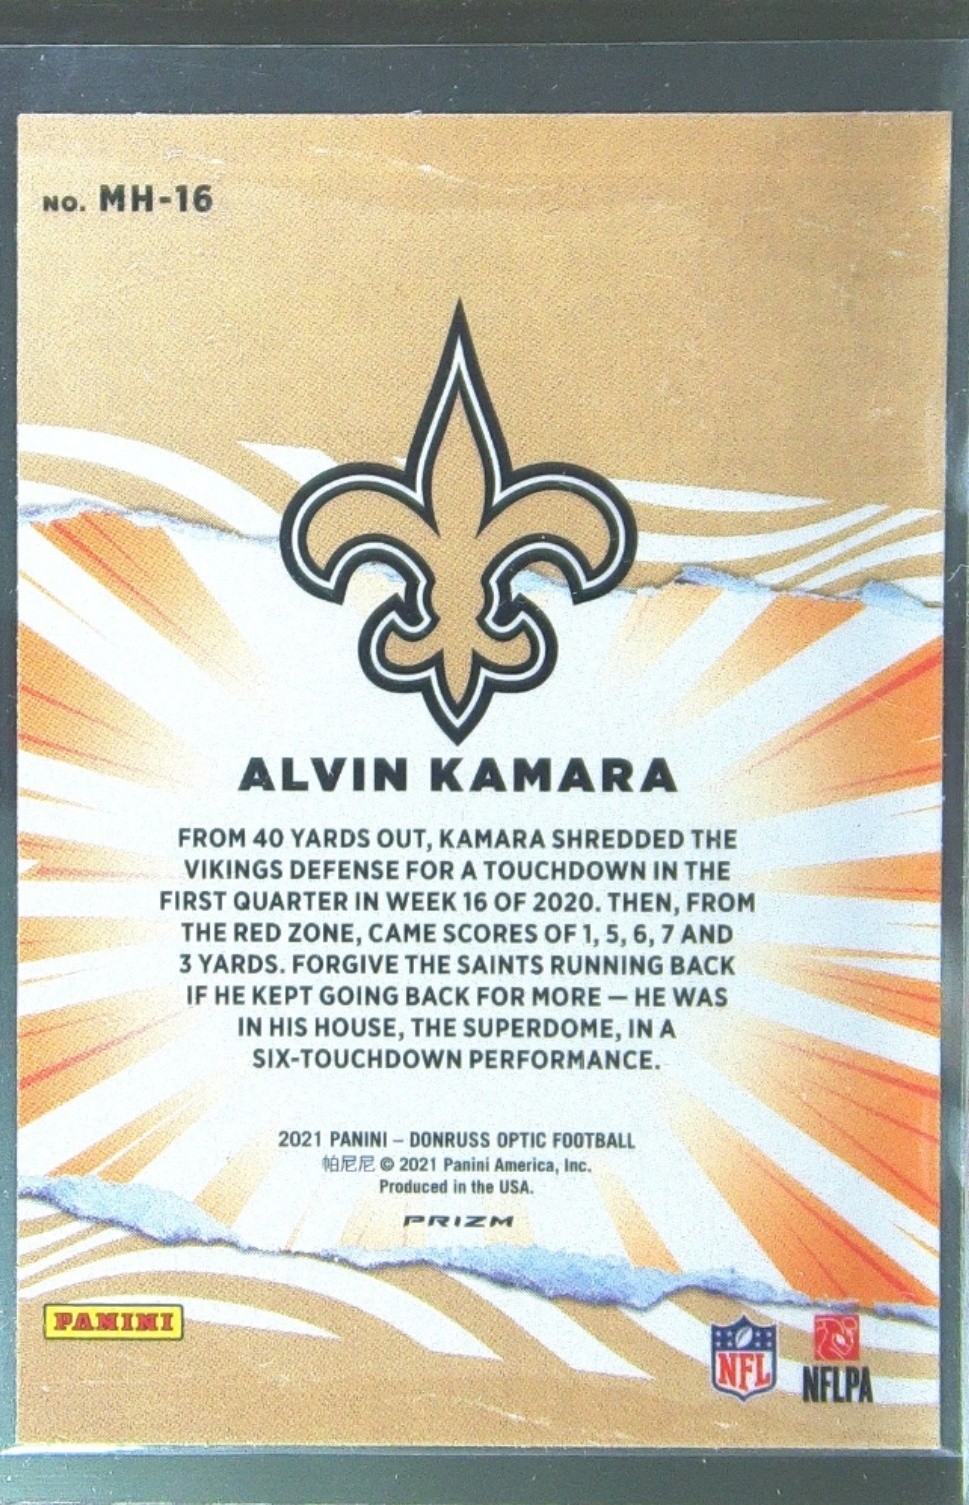 NO. MH-16
ALVIN KAMARA
FROM 40 YARDS OUT, KAMARA SHREDDED THE
VIKINGS DEFENSE FOR A TOUCHDOWN IN THE
FIRST QUARTER IN WEEK 16 OF 2020. THEN, FROM
THE RED ZONE, CAME SCORES OF 1, 5, 6, 7 AND
3 YARDS. FORGIVE THE SAINTS RUNNING BACK
IF HE KEPT GOING BACK FOR MORE — HE WAS
IN HIS HOUSE, THE SUPERDOME, IN A
SIX-TOUCHDOWN PERFORMANCE.
2021 PANINI – DONRUSS OPTIC FOOTBALL
帕尼尼 © 2021 Panini America, Inc.
Produced in the USA.
PRIZM
PANINI
NFL
NFLPA